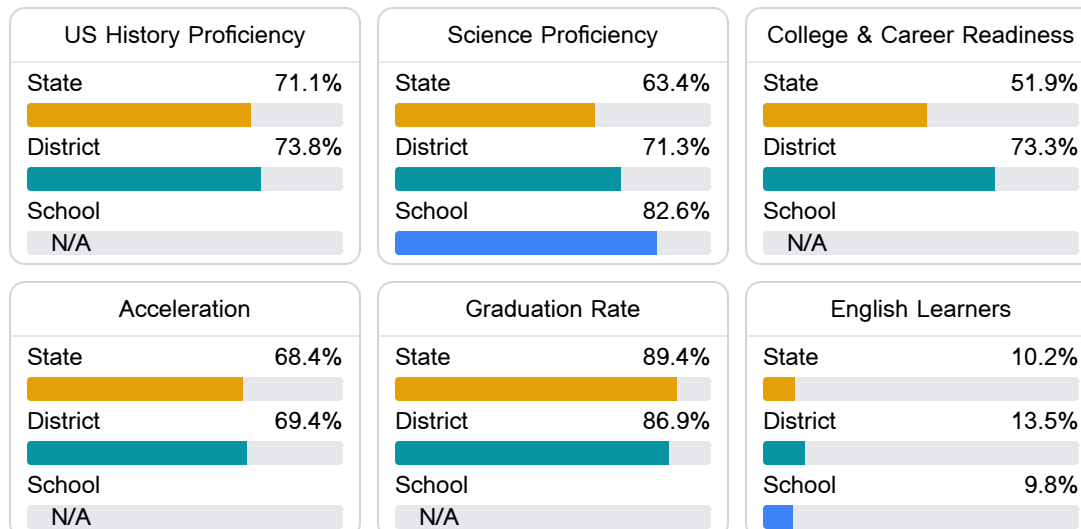 US History Proficiency
State 71.1%
District 73.8%
School
N/A
Science Proficiency
State 63.4%
District 71.3%
School 82.6%
College & Career Readiness
State 51.9%
District 73.3%
School
N/A
Acceleration
State 68.4%
District 69.4%
School
N/A
Graduation Rate
State 89.4%
District 86.9%
School
N/A
English Learners
State 10.2%
District 13.5%
School 9.8%